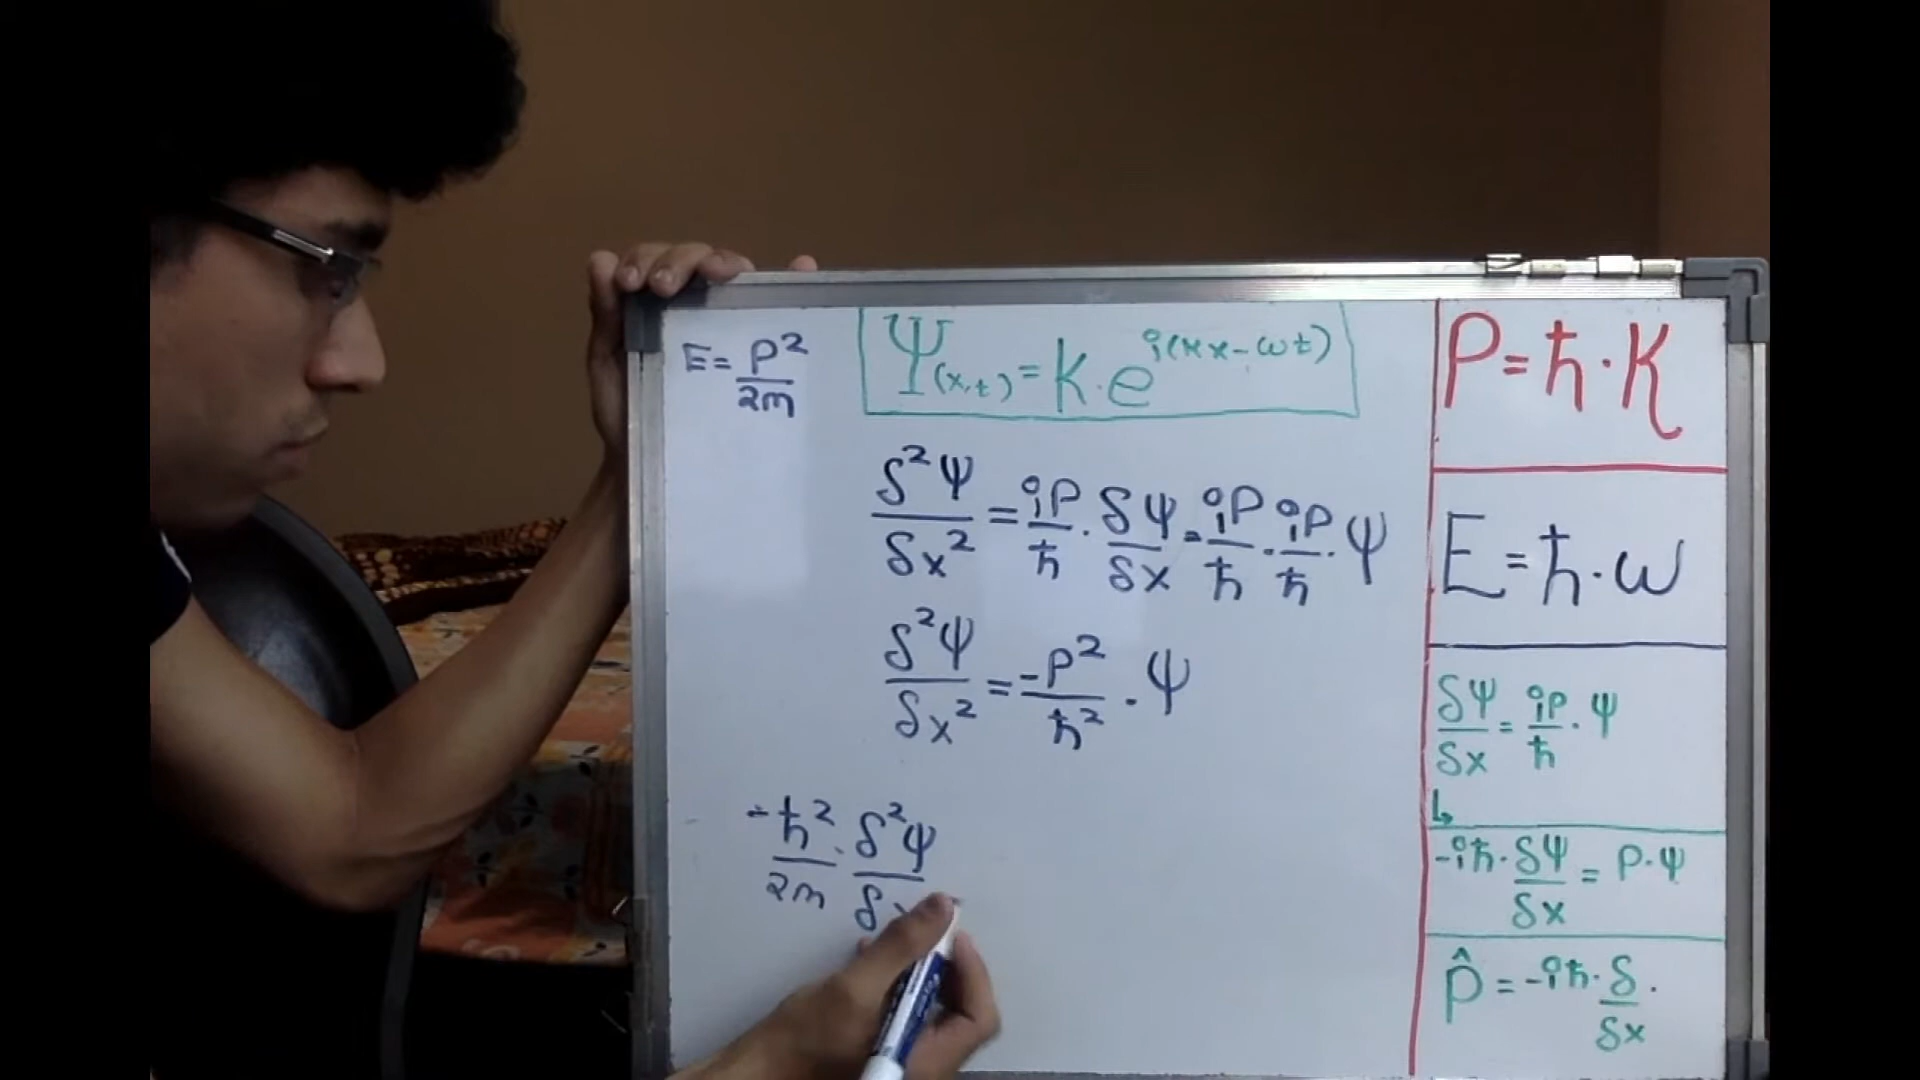 E = P²/2m
Ψ(x,t) = K·e^i(Kx-ωt)
δ²Ψ/δx² = iP/ħ · δΨ/δx = iP/ħ · iP/ħ · Ψ
δ²Ψ/δx² = -P²/ħ² · Ψ
-ħ²/2m · δ²Ψ/δx
P = ħ·K
E = ħ·ω
δΨ/δx = iP/ħ · Ψ
↳
-iħ · δΨ/δx = P·Ψ
P̂ = -iħ · δ/δx ·